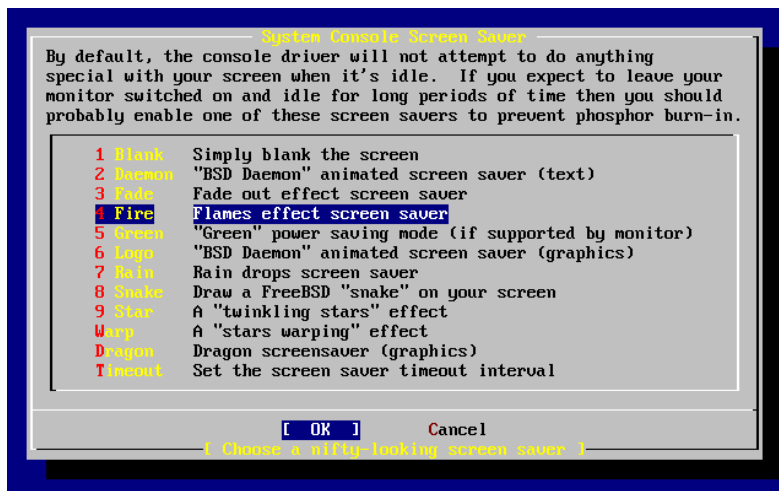 System Console Screen Saver
By default, the console driver will not attempt to do anything
special with your screen when it's idle.  If you expect to leave your
monitor switched on and idle for long periods of time then you should
probably enable one of these screen savers to prevent phosphor burn-in.
1 Blank Simply blank the screen
2 Daemon "BSD Daemon" animated screen saver (text)
3 Fade Fade out effect screen saver
4 Fire Flames effect screen saver
5 Green "Green" power saving mode (if supported by monitor)
6 Logo "BSD Daemon" animated screen saver (graphics)
7 Rain Rain drops screen saver
8 Snake Draw a FreeBSD "snake" on your screen
9 Star A "twinkling stars" effect
Warp A "stars warping" effect
Dragon Dragon screensaver (graphics)
Timeout Set the screen saver timeout interval
[ OK ] Cancel
[ Choose a nifty-looking screen saver ]